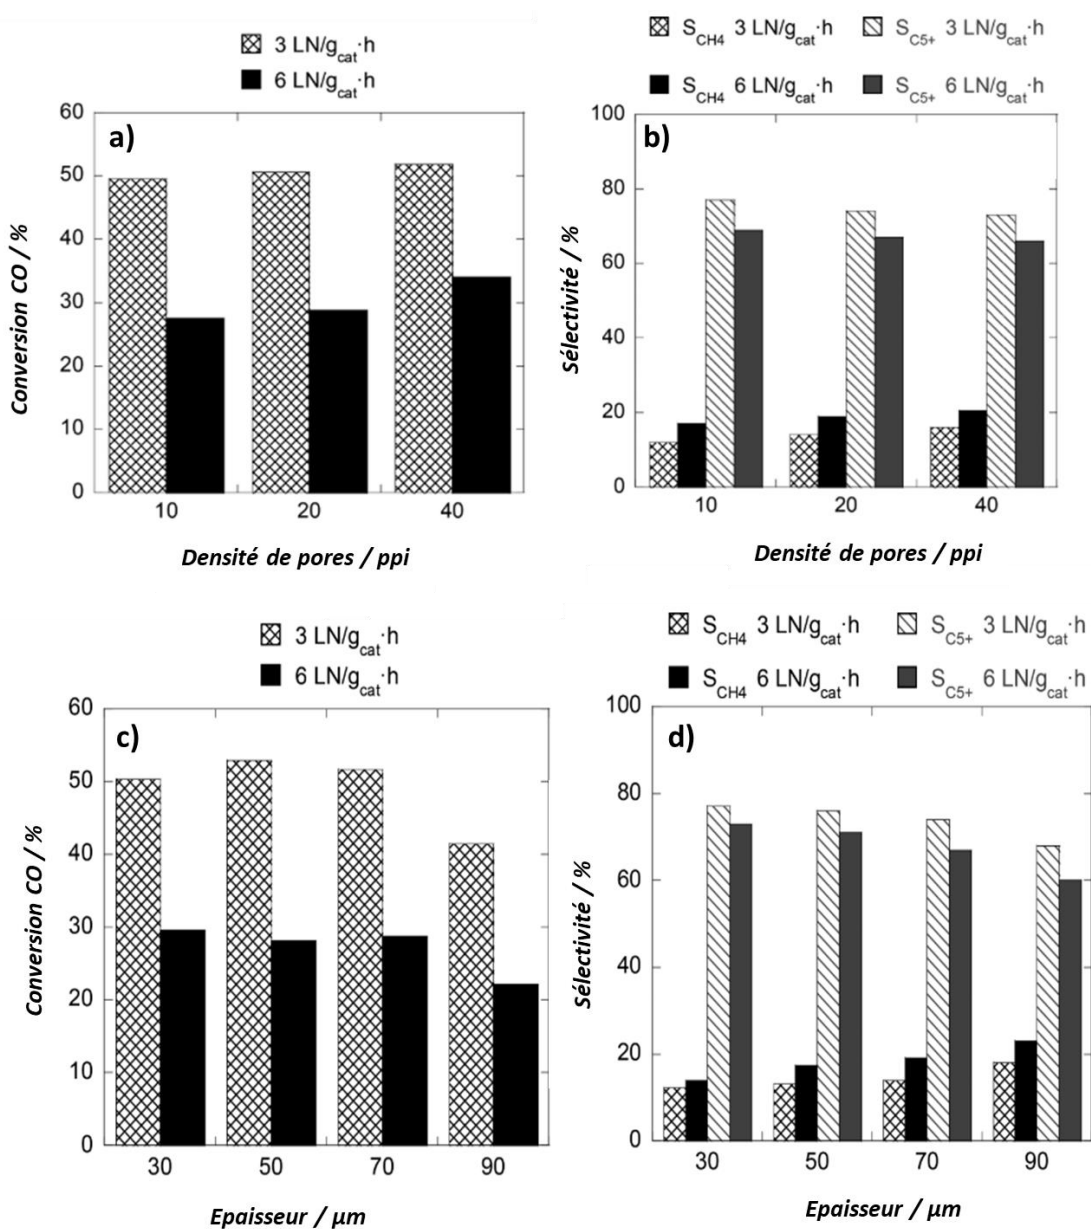 3 LN/gcat·h
6 LN/gcat·h
a)
Conversion CO / %
60
50
40
30
20
10
0
10 20 40
Densité de pores / ppi
SCH4 3 LN/gcat·h SC5+ 3 LN/gcat·h
SCH4 6 LN/gcat·h SC5+ 6 LN/gcat·h
b)
Sélectivité / %
100
80
60
40
20
0
10 20 40
Densité de pores / ppi
3 LN/gcat·h
6 LN/gcat·h
c)
Conversion CO / %
60
50
40
30
20
10
0
30 50 70 90
Epaisseur / µm
SCH4 3 LN/gcat·h SC5+ 3 LN/gcat·h
SCH4 6 LN/gcat·h SC5+ 6 LN/gcat·h
d)
Sélectivité / %
100
80
60
40
20
0
30 50 70 90
Epaisseur / µm